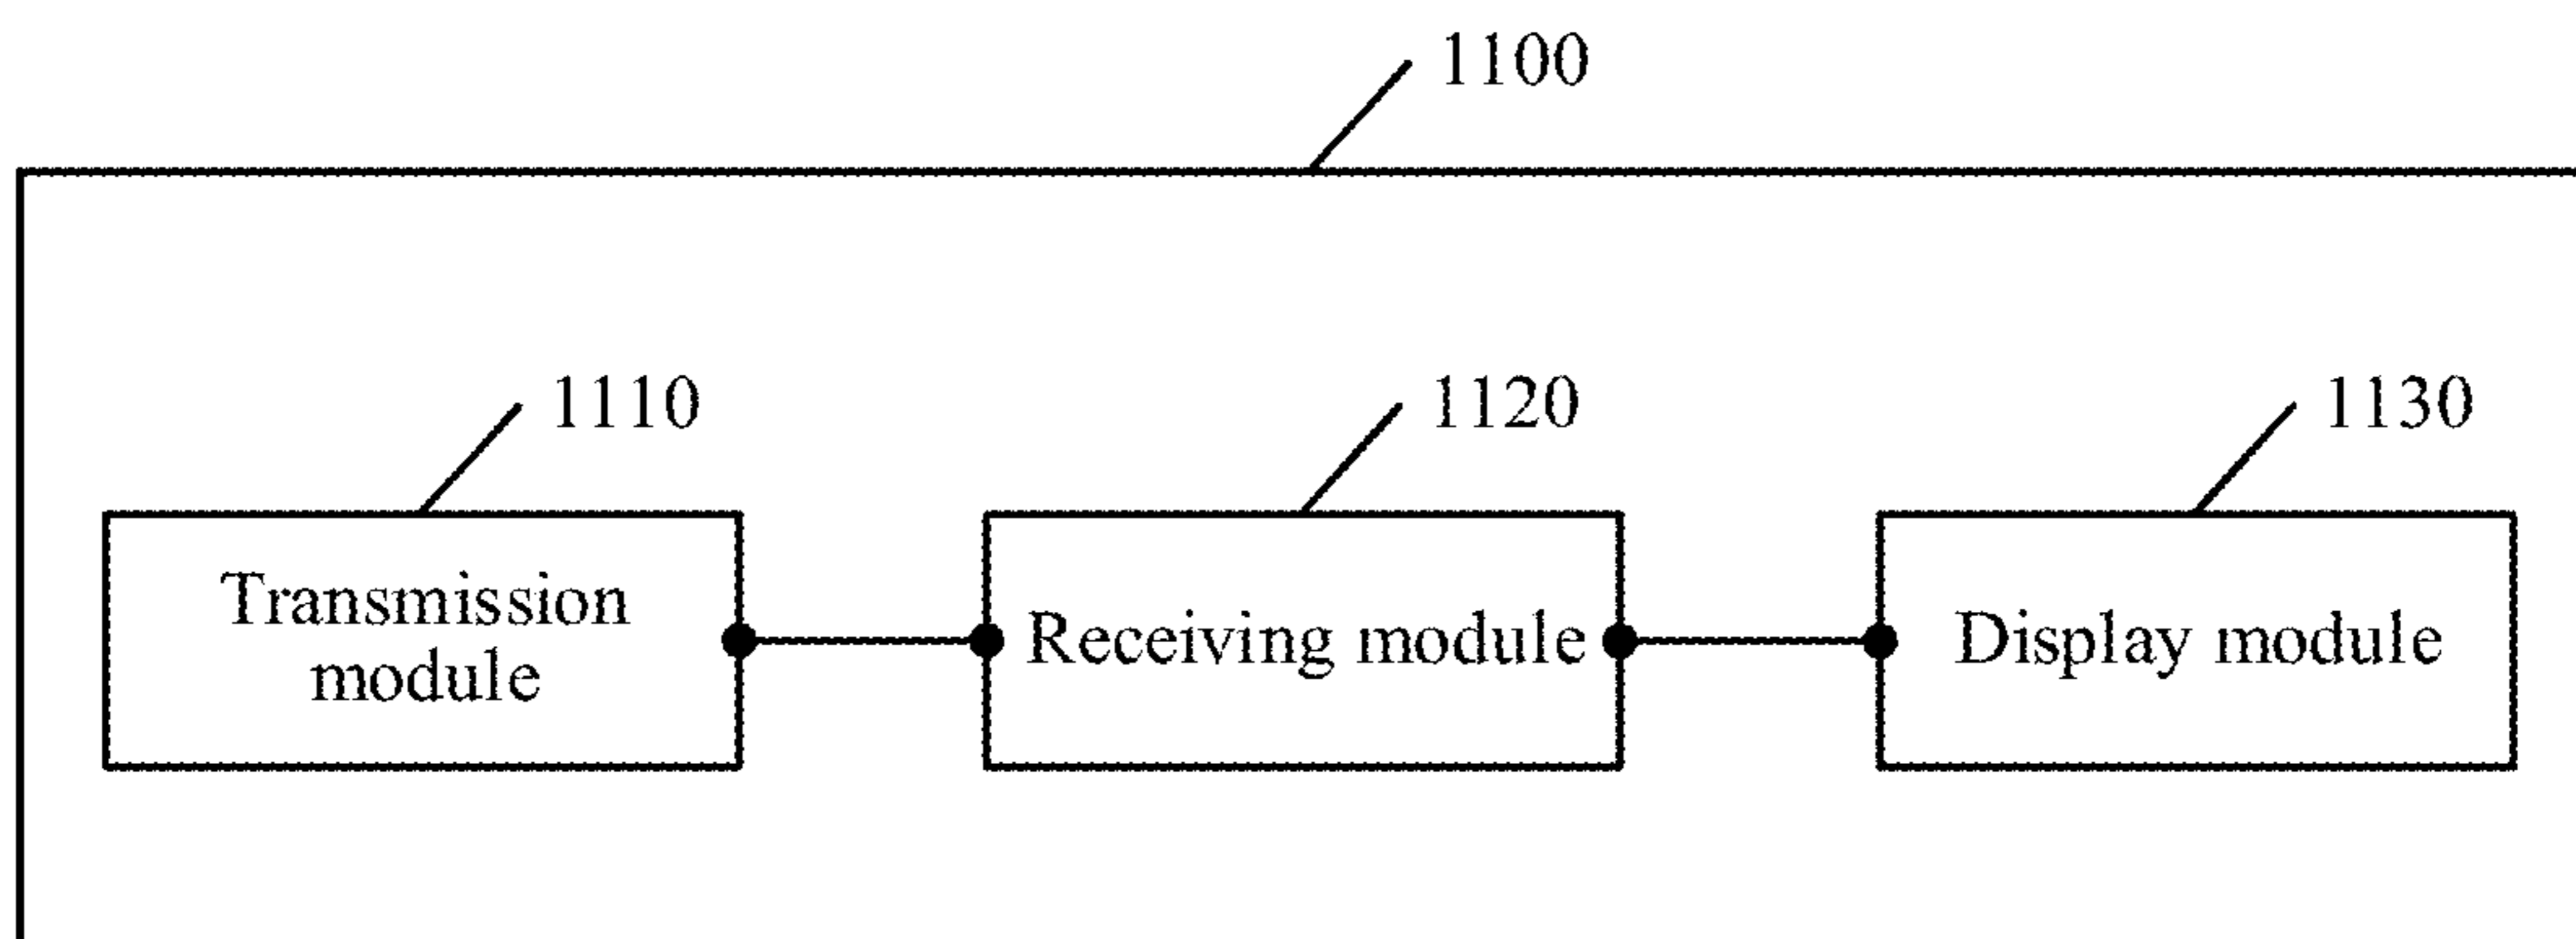 1100
1110
1120
1130
Transmission
module
Receiving module
Display module